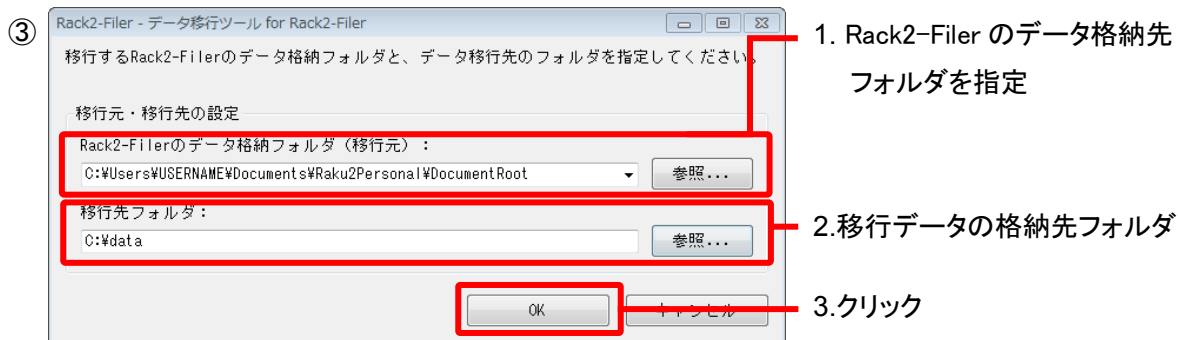 ③
Rack2-Filer - データ移行ツール for Rack2-Filer
移行するRack2-Filerのデータ格納フォルダと、データ移行先のフォルダを指定してください。
移行元・移行先の設定
Rack2-Filerのデータ格納フォルダ（移行元）：
C:¥Users¥USERNAME¥Documents¥Raku2Personal¥DocumentRoot
参照...
移行先フォルダ：
C:¥data
参照...
OK
キャンセル
1. Rack2-Filer のデータ格納先
フォルダを指定
2.移行データの格納先フォルダ
3.クリック